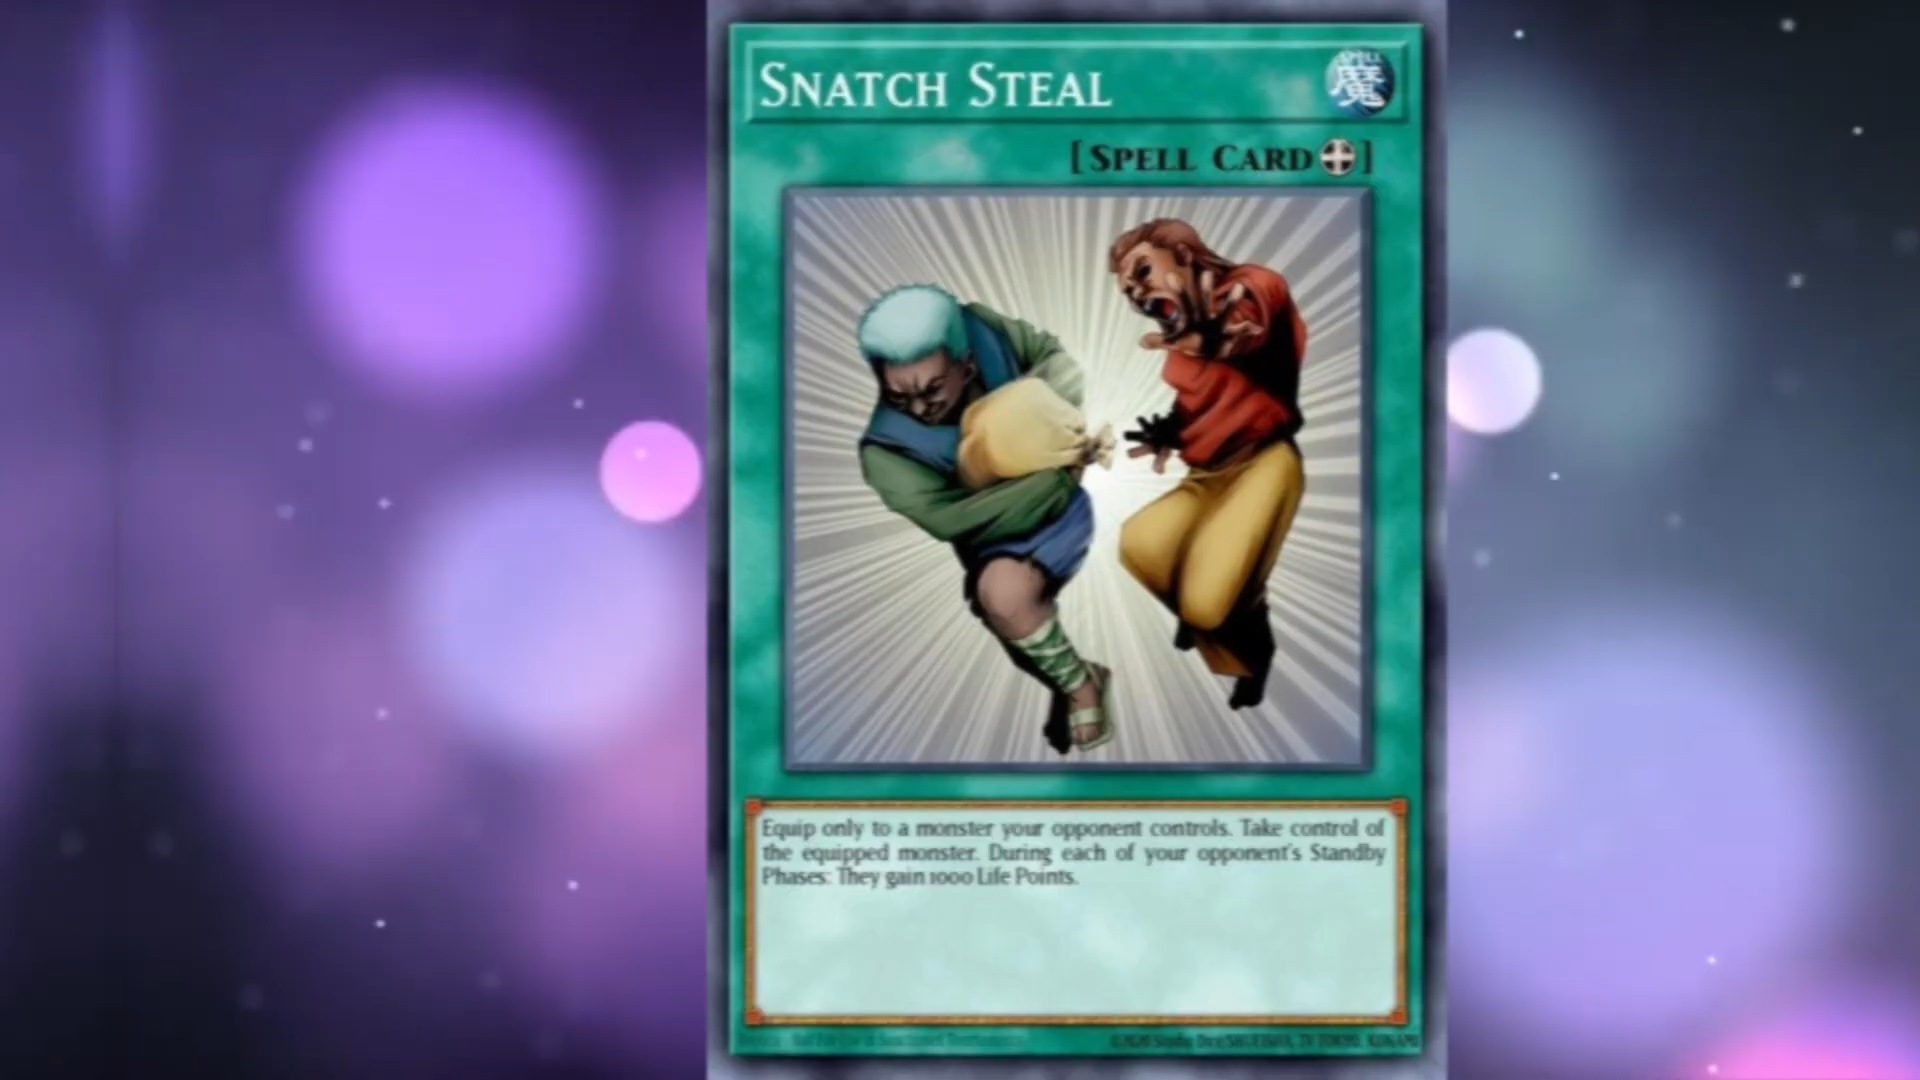 SNATCH STEAL
SPELL
魔
[SPELL CARD]
Equip only to a monster your opponent controls. Take control of
the equipped monster. During each of your opponent's Standby
Phases: They gain 1000 Life Points.